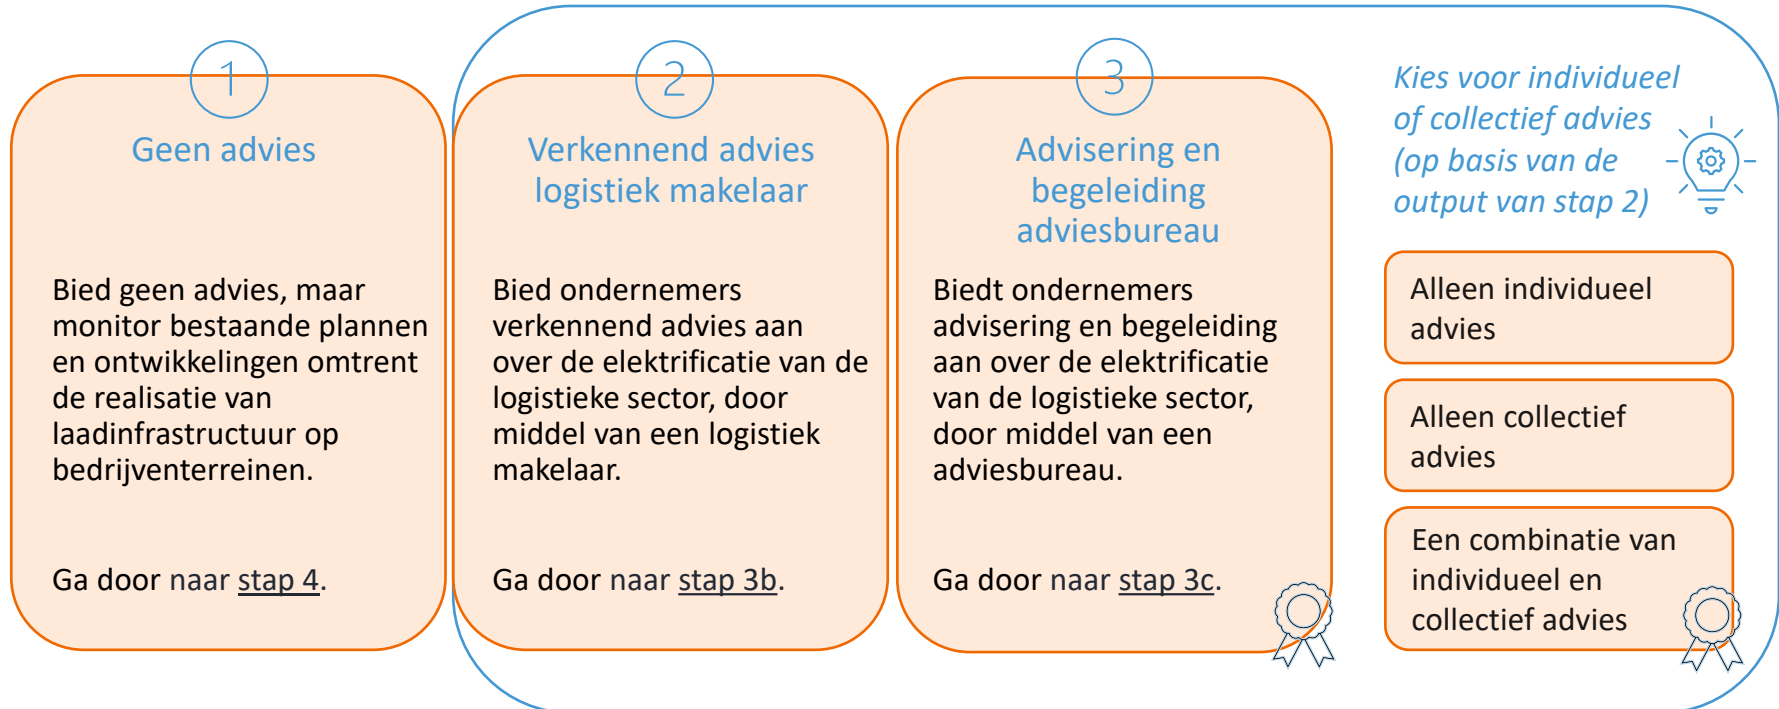 1
Geen advies
Bied geen advies, maar
monitor bestaande plannen
en ontwikkelingen omtrent
de realisatie van
laadinfrastructuur op
bedrijventerreinen.
Ga door naar stap 4.
2
Verkennend advies
logistiek makelaar
Bied ondernemers
verkennend advies aan
over de elektrificatie van de
logistieke sector, door
middel van een logistiek
makelaar.
Ga door naar stap 3b.
3
Advisering en
begeleiding
adviesbureau
Biedt ondernemers
advisering en begeleiding
aan over de elektrificatie
van de logistieke sector,
door middel van een
adviesbureau.
Ga door naar stap 3c.
Kies voor individueel
of collectief advies
(op basis van de
output van stap 2)
Alleen individueel
advies
Alleen collectief
advies
Een combinatie van
individueel en
collectief advies